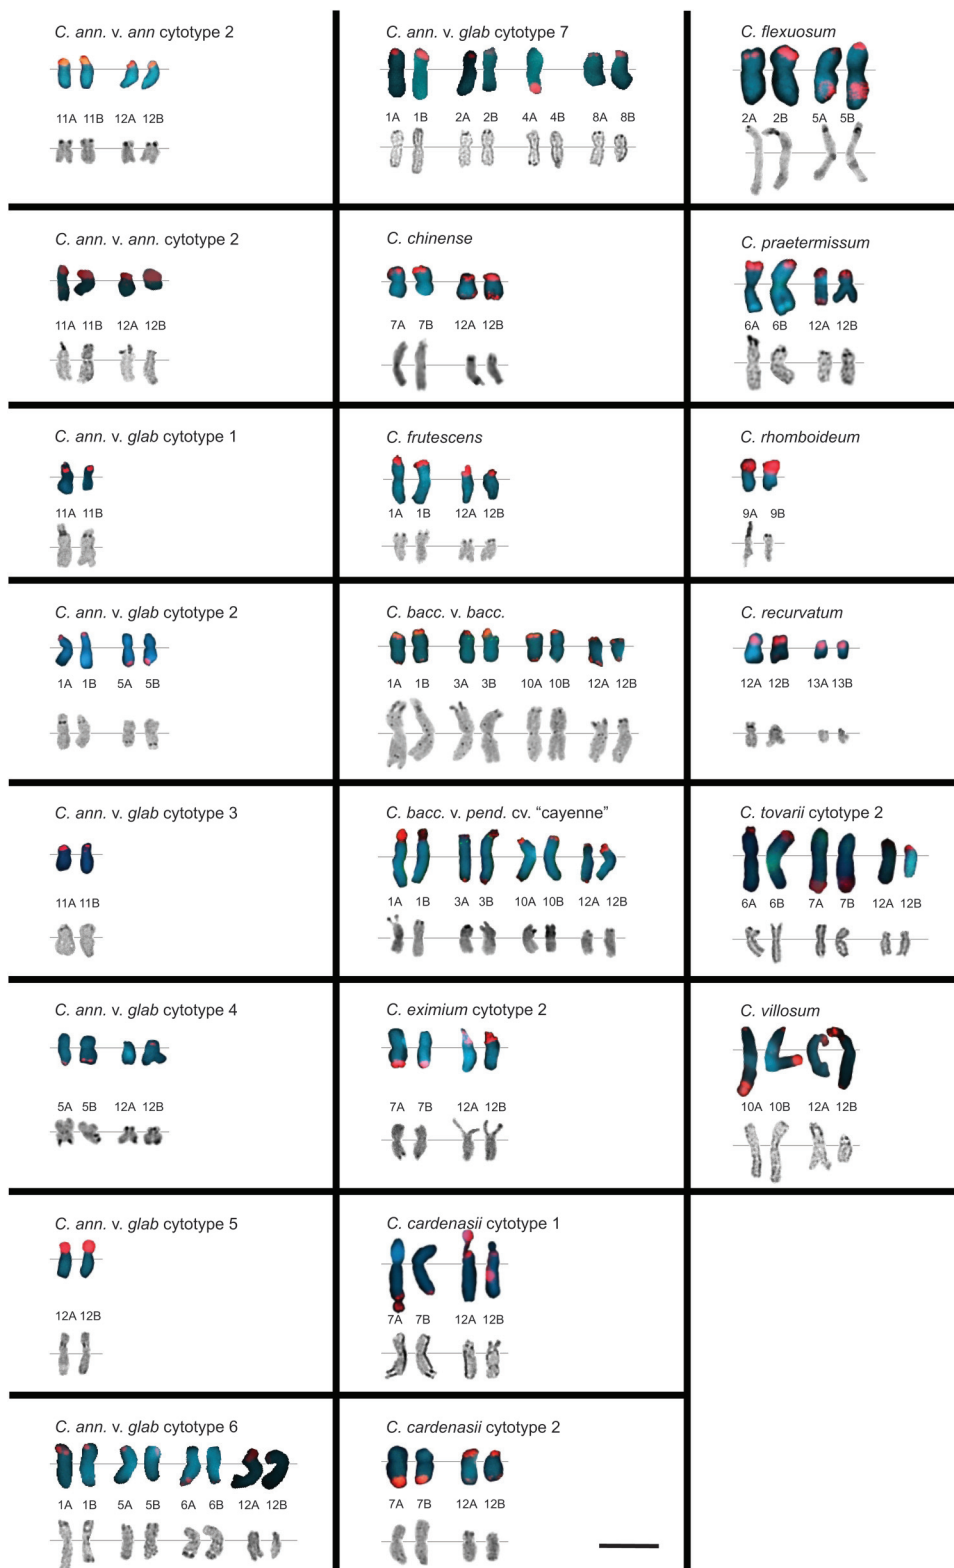 C. ann. v. ann cytotype 2
11A 11B 12A 12B
C. ann. v. ann. cytotype 2
11A 11B 12A 12B
C. ann. v. glab cytotype 1
11A 11B
C. ann. v. glab cytotype 2
1A 1B 5A 5B
C. ann. v. glab cytotype 3
11A 11B
C. ann. v. glab cytotype 4
5A 5B 12A 12B
C. ann. v. glab cytotype 5
12A 12B
C. ann. v. glab cytotype 6
1A 1B 5A 5B 6A 6B 12A 12B
C. ann. v. glab cytotype 7
1A 1B 2A 2B 4A 4B 8A 8B
C. chinense
7A 7B 12A 12B
C. frutescens
1A 1B 12A 12B
C. bacc. v. bacc.
1A 1B 3A 3B 10A 10B 12A 12B
C. bacc. v. pend. cv. “cayenne”
1A 1B 3A 3B 10A 10B 12A 12B
C. eximium cytotype 2
7A 7B 12A 12B
C. cardenasii cytotype 1
7A 7B 12A 12B
C. cardenasii cytotype 2
7A 7B 12A 12B
C. flexuosum
2A 2B 5A 5B
C. praetermissum
6A 6B 12A 12B
C. rhomboideum
9A 9B
C. recurvatum
12A 12B 13A 13B
C. tovarii cytotype 2
6A 6B 7A 7B 12A 12B
C. villosum
10A 10B 12A 12B